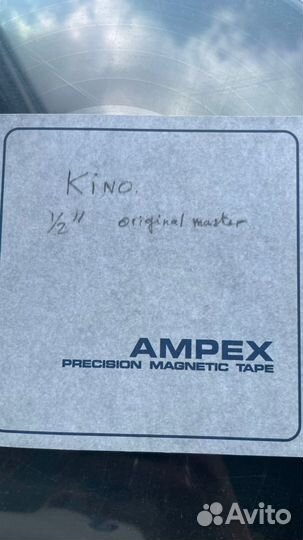 KiNO.
1/2" original master
AMPEX
PRECISION MAGNETIC TAPE
Avito